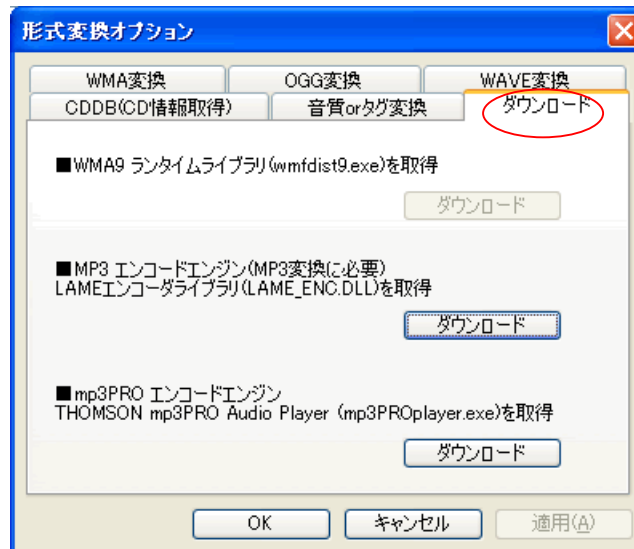 形式変換オプション
WMA変換 OGG変換 WAVE変換
CDDB(CD情報取得) 音質orタグ変換 ダウンロード
■WMA9 ランタイムライブラリ(wmfdist9.exe)を取得
ダウンロード
■MP3 エンコードエンジン(MP3変換に必要)
LAMEエンコーダライブラリ(LAME_ENC.DLL)を取得
ダウンロード
■mp3PRO エンコードエンジン
THOMSON mp3PRO Audio Player (mp3PROplayer.exe)を取得
ダウンロード
OK キャンセル 適用(A)